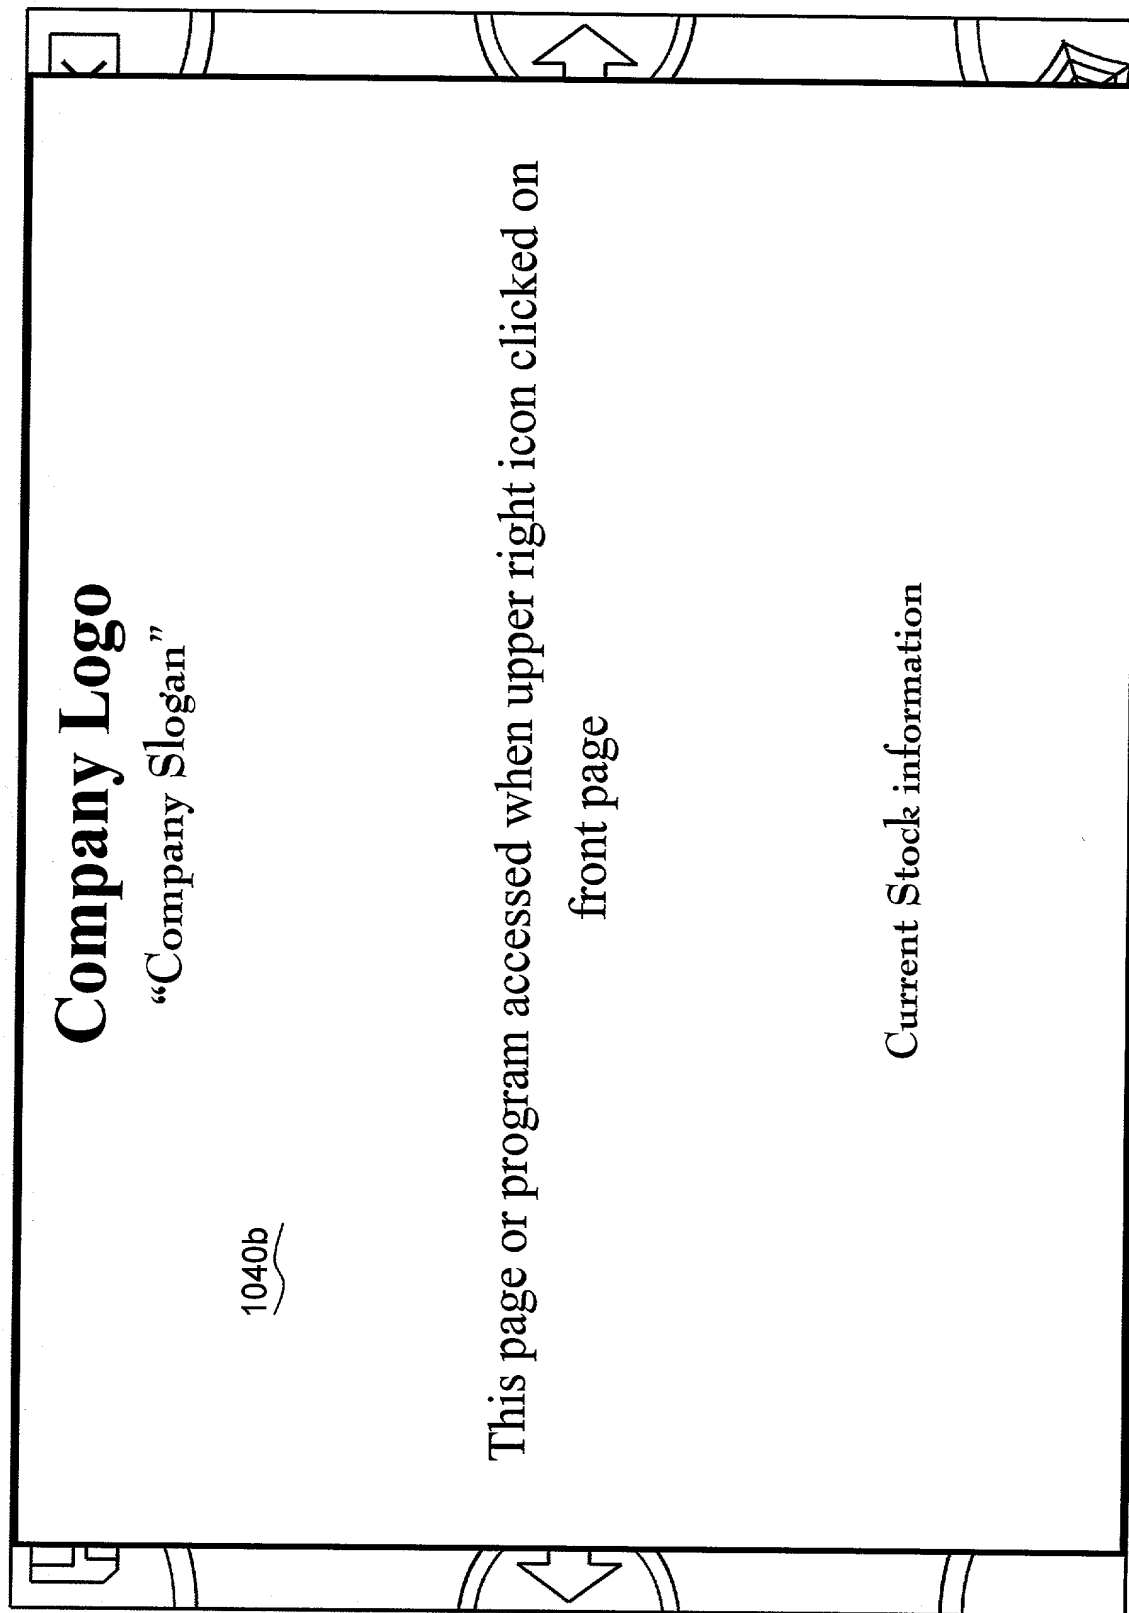 Company Logo
“Company Slogan”
1040b
This page or program accessed when upper right icon clicked on
front page
Current Stock information